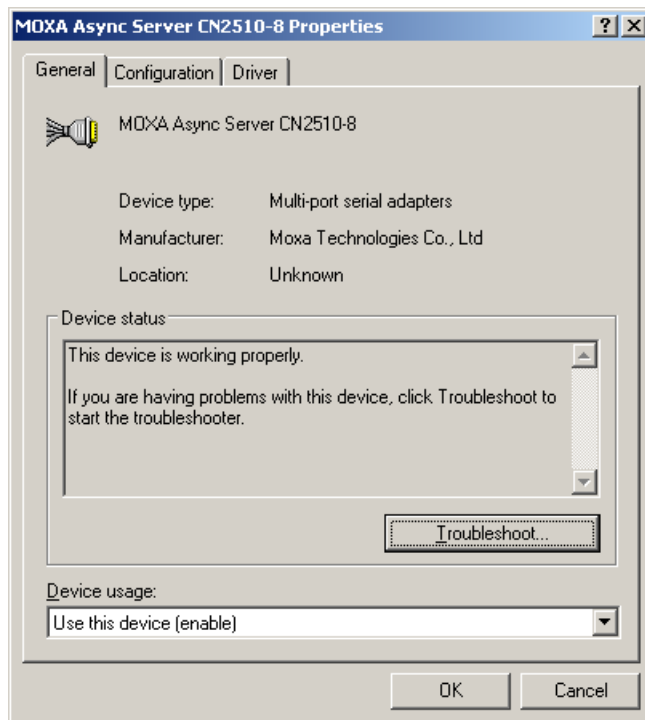 MOXA Async Server CN2510-8 Properties
General
Configuration
Driver
MOXA Async Server CN2510-8
Device type: Multi-port serial adapters
Manufacturer: Moxa Technologies Co., Ltd
Location: Unknown
Device status
This device is working properly.
If you are having problems with this device, click Troubleshoot to
start the troubleshooter.
Troubleshoot...
Device usage:
Use this device (enable)
OK
Cancel